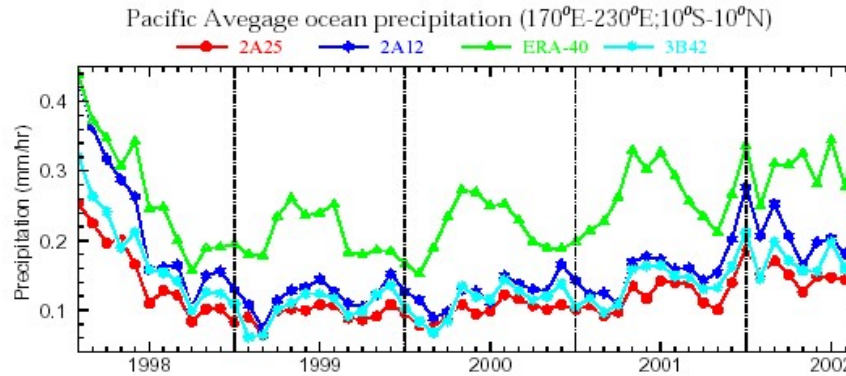 Pacific Avegage ocean precipitation (170°E-230°E;10°S-10°N)
2A25 2A12 ERA-40 3B42
Precipitation (mm/hr)
0.4
0.3
0.2
0.1
1998 1999 2000 2001 2002